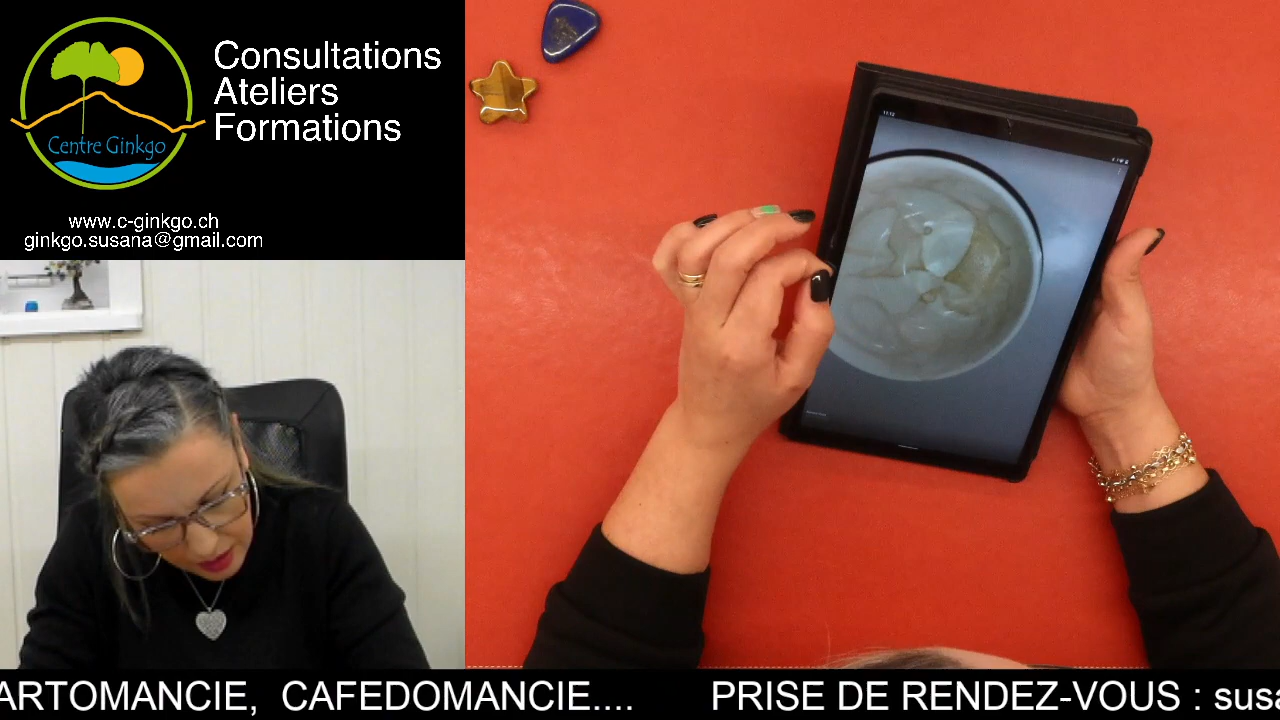 Consultations
Ateliers
Formations
Centre Ginkgo
www.c-ginkgo.ch
ginkgo.susana@gmail.com
ARTOMANCIE, CAFEDOMANCIE.... PRISE DE RENDEZ-VOUS : susa